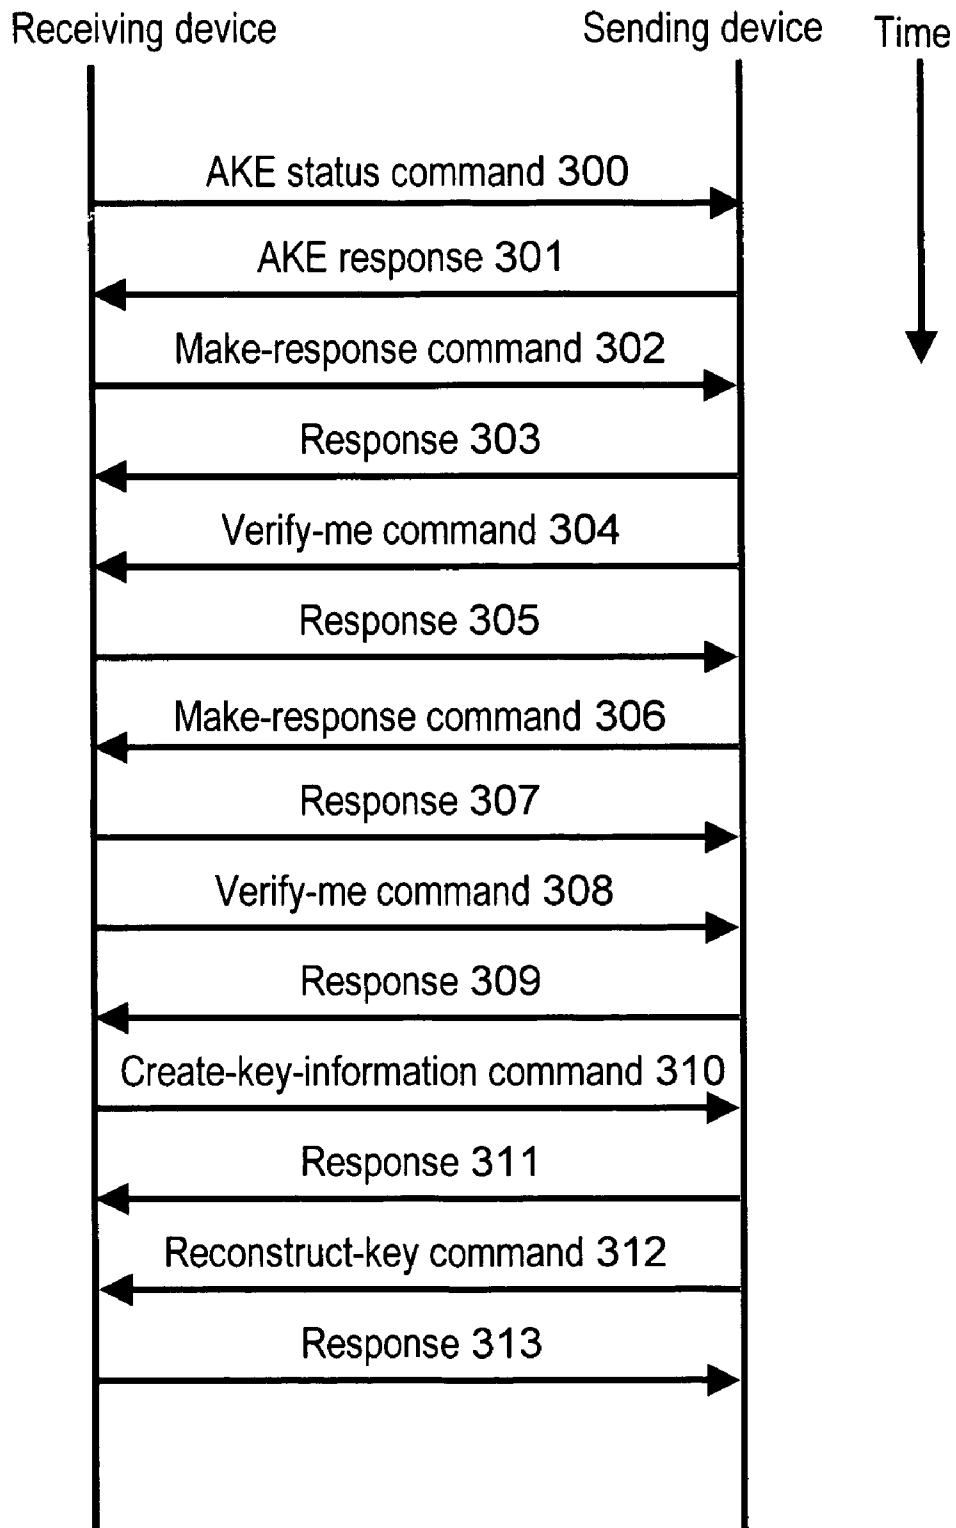 Receiving device
Sending device
Time
AKE status command 300
AKE response 301
Make-response command 302
Response 303
Verify-me command 304
Response 305
Make-response command 306
Response 307
Verify-me command 308
Response 309
Create-key-information command 310
Response 311
Reconstruct-key command 312
Response 313